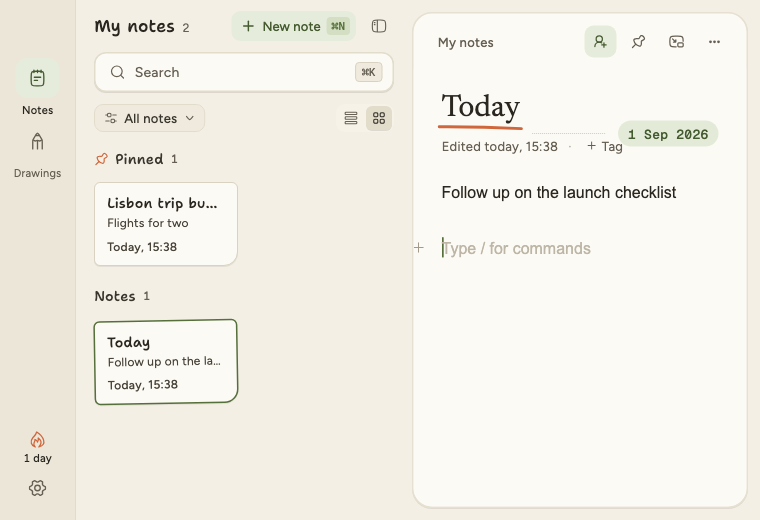 Notes
Drawings
1 day
My notes 2
+ New note ⌘N
Search ⌘K
All notes
Pinned 1
Lisbon trip bu...
Flights for two
Today, 15:38
Notes 1
Today
Follow up on the la...
Today, 15:38
My notes
Today
1 Sep 2026
Edited today, 15:38 · + Tag
Follow up on the launch checklist
+ Type / for commands